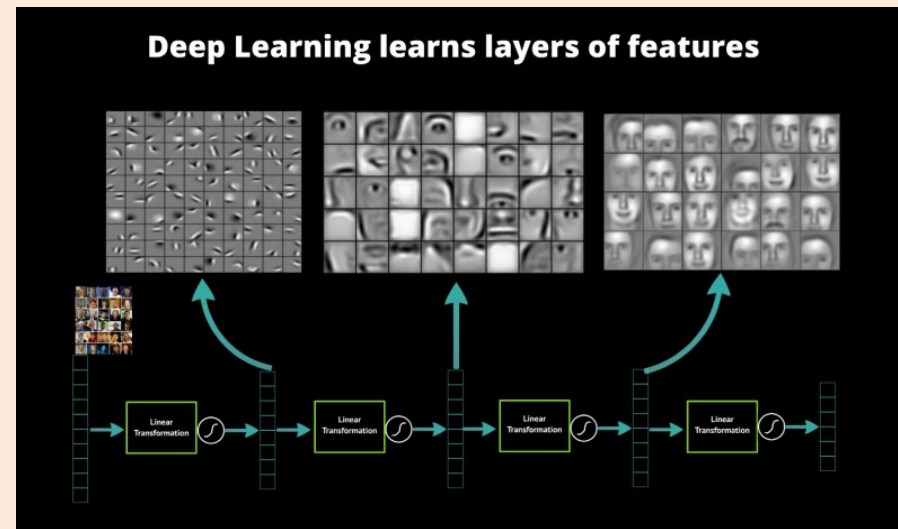 Deep Learning learns layers of features
Linear
Transformation
Linear
Transformation
Linear
Transformation
Linear
Transformation